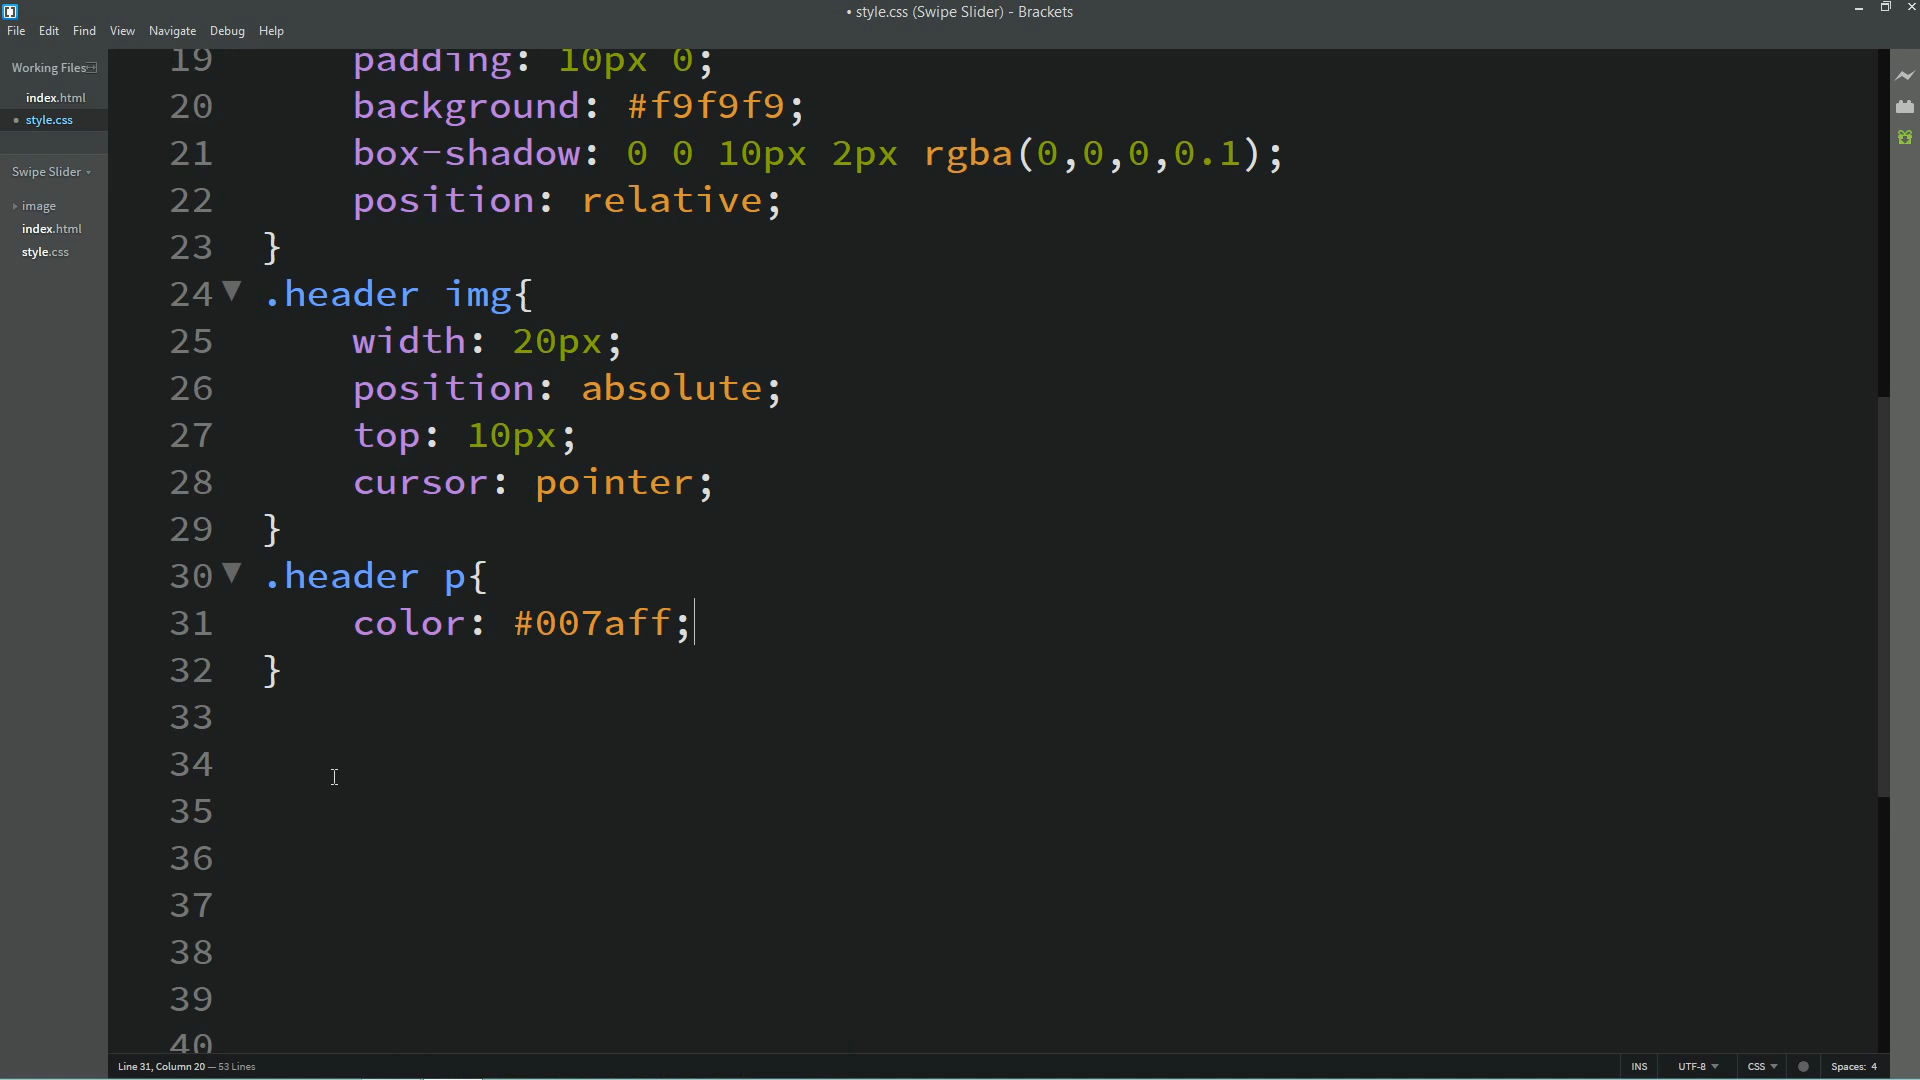 • style.css (Swipe Slider) - Brackets
File Edit Find View Navigate Debug Help
Working Files
index.html
• style.css
Swipe Slider
image
index.html
style.css
19 padding: 10px 0;
20 background: #f9f9f9;
21 box-shadow: 0 0 10px 2px rgba(0,0,0,0.1);
22 position: relative;
23 }
24 .header img{
25 width: 20px;
26 position: absolute;
27 top: 10px;
28 cursor: pointer;
29 }
30 .header p{
31 color: #007aff;
32 }
33
34
35
36
37
38
39
40
Line 31, Column 20 — 53 Lines
INS UTF-8 CSS Spaces: 4